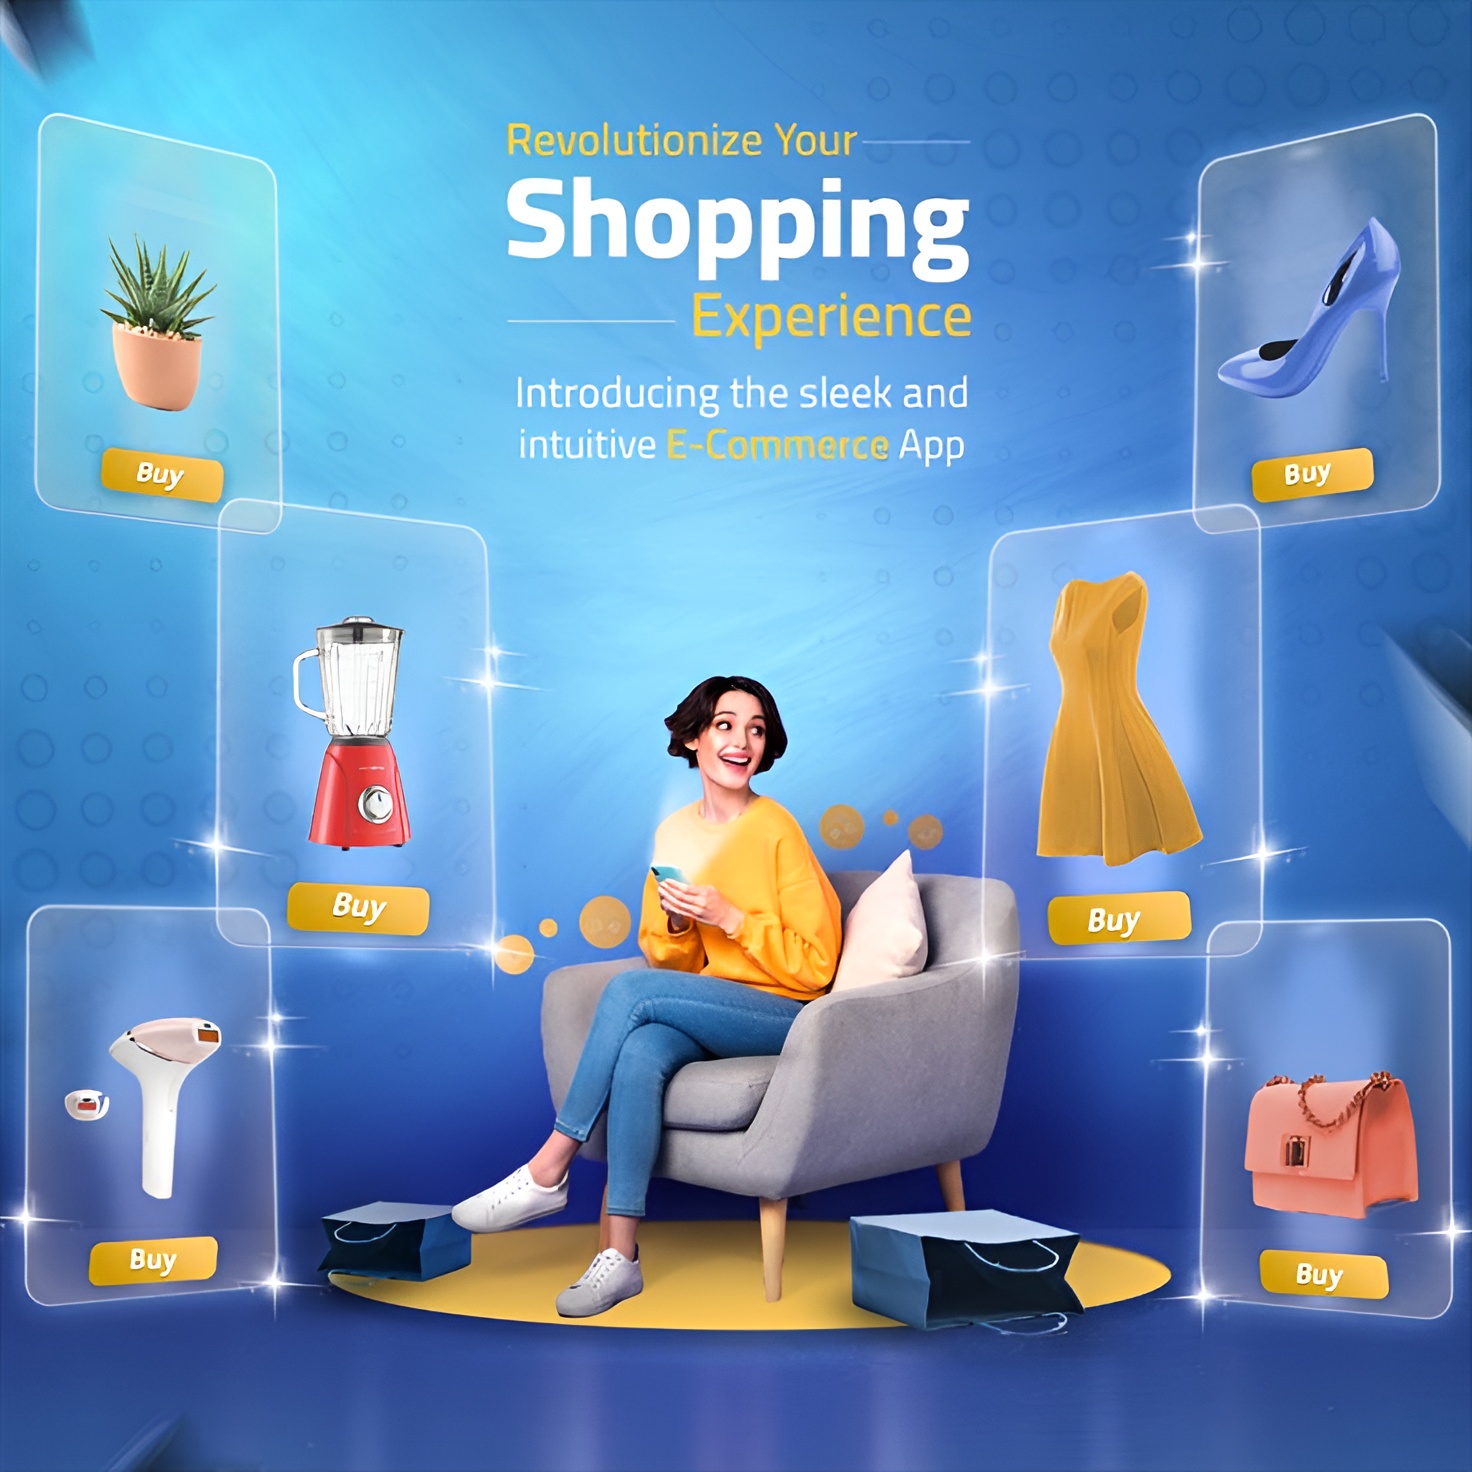 Revolutionize Your
Shopping
Experience
Introducing the sleek and
intuitive E-Commerce App
Buy
Buy
Buy
Buy
Buy
Buy